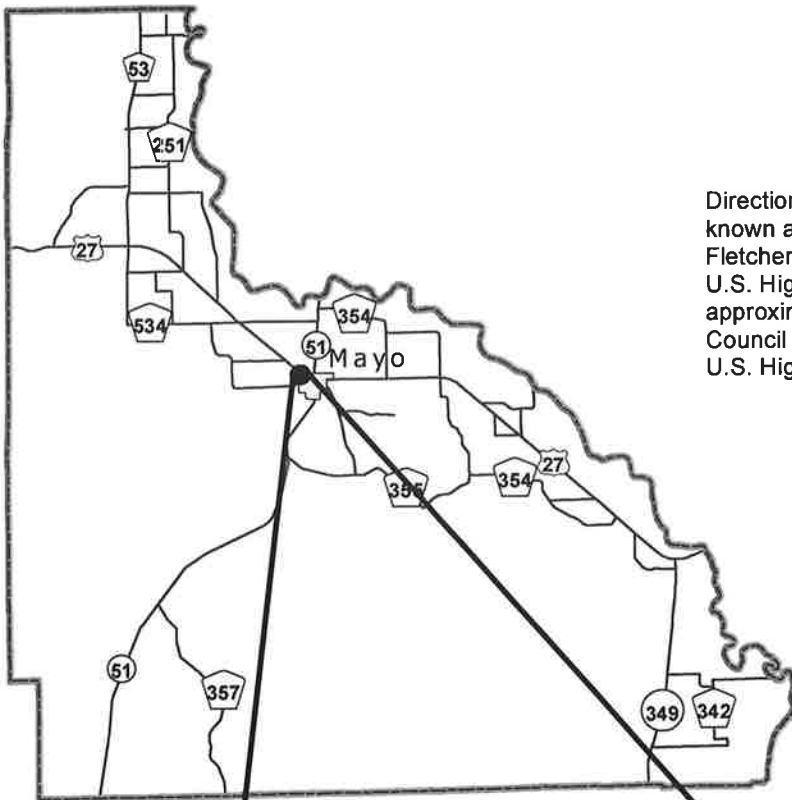 53
251
Direction
known a
Fletcher
U.S. Hig
approxir
Council
U.S. Hig
27
534
354
51
Mayo
27
355
354
51
357
349
342